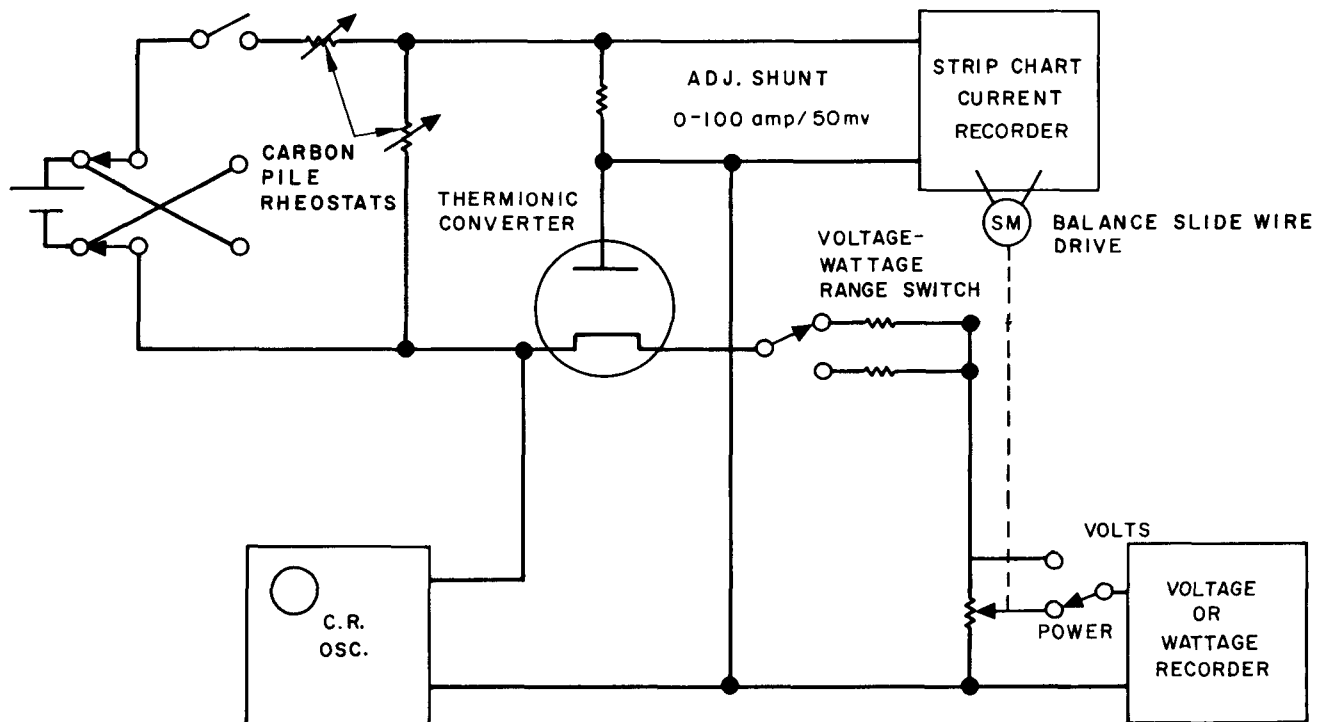 STRIP CHART
CURRENT
RECORDER
ADJ. SHUNT
0-100 amp/50mv
CARBON
PILE
RHEOSTATS
THERMIONIC
CONVERTER
SM
BALANCE SLIDE WIRE
DRIVE
VOLTAGE-
WATTAGE
RANGE SWITCH
VOLTS
POWER
VOLTAGE
OR
WATTAGE
RECORDER
C.R.
OSC.